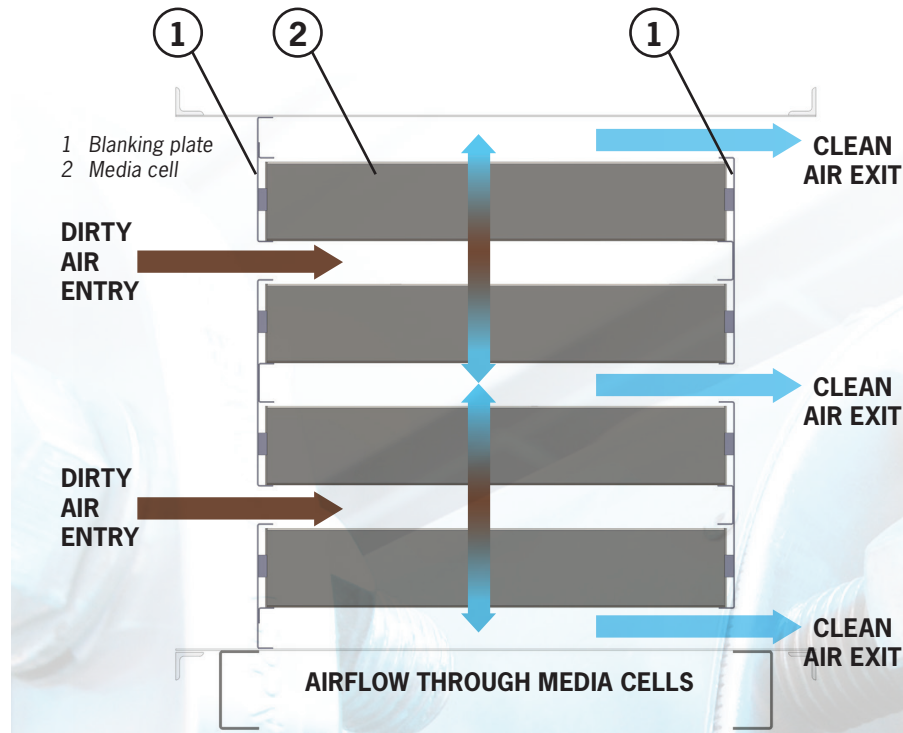 1
2
1
1 Blanking plate
2 Media cell
CLEAN
AIR EXIT
DIRTY
AIR
ENTRY
CLEAN
AIR EXIT
DIRTY
AIR
ENTRY
CLEAN
AIR EXIT
AIRFLOW THROUGH MEDIA CELLS